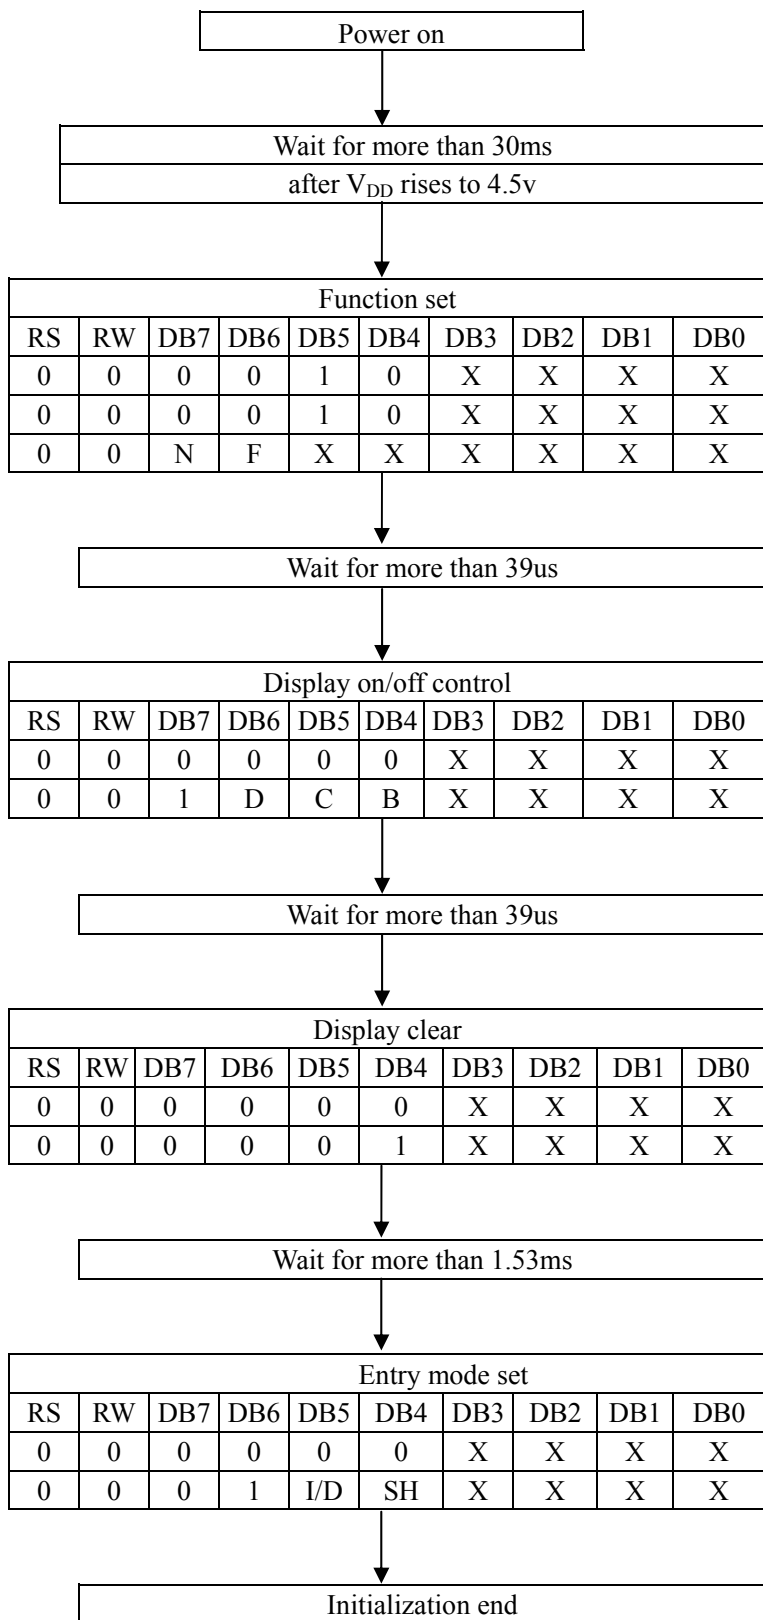 Power on
Wait for more than 30ms
after VDD rises to 4.5v
Function set
RS RW DB7 DB6 DB5 DB4 DB3 DB2 DB1 DB0
0 0 0 0 1 0 X X X X
0 0 0 0 1 0 X X X X
0 0 N F X X X X X X
Wait for more than 39us
Display on/off control
RS RW DB7 DB6 DB5 DB4 DB3 DB2 DB1 DB0
0 0 0 0 0 0 X X X X
0 0 1 D C B X X X X
Wait for more than 39us
Display clear
RS RW DB7 DB6 DB5 DB4 DB3 DB2 DB1 DB0
0 0 0 0 0 0 X X X X
0 0 0 0 0 1 X X X X
Wait for more than 1.53ms
Entry mode set
RS RW DB7 DB6 DB5 DB4 DB3 DB2 DB1 DB0
0 0 0 0 0 0 X X X X
0 0 0 1 I/D SH X X X X
Initialization end